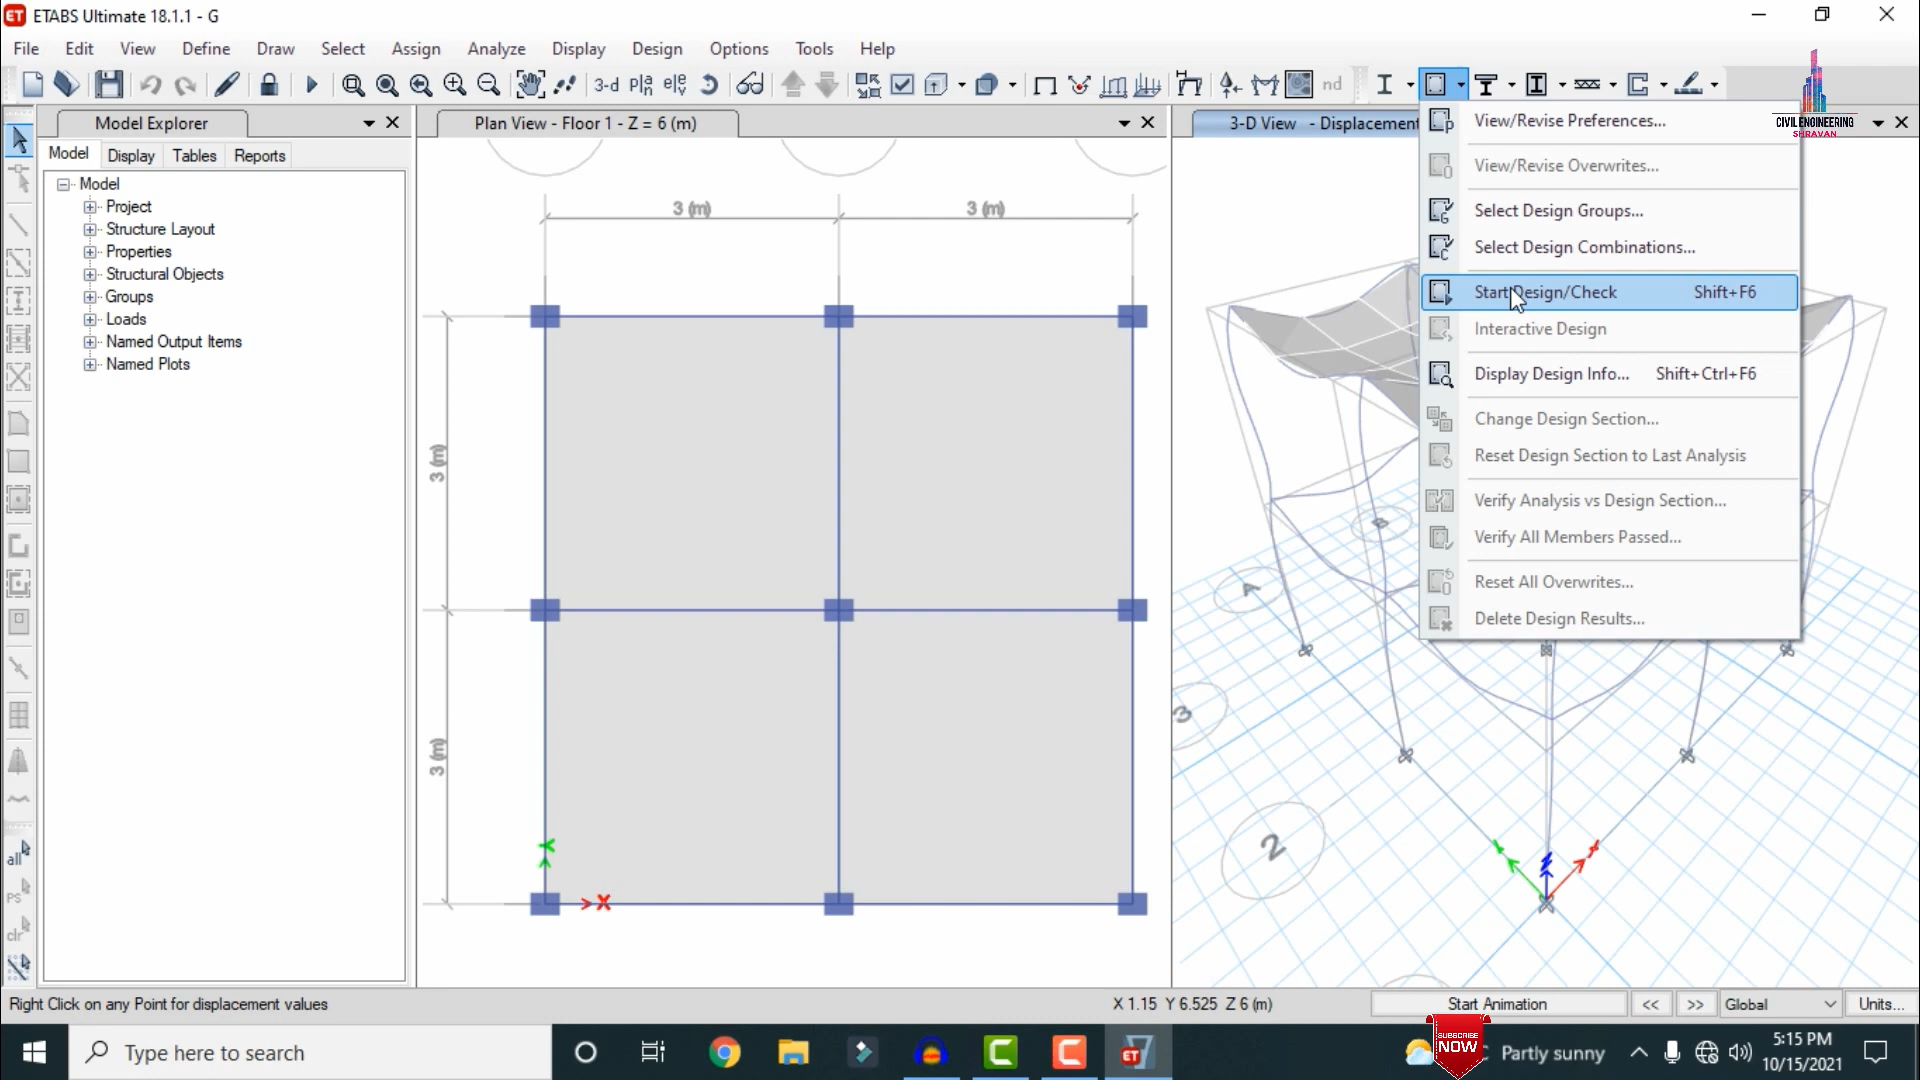 ETABS Ultimate 18.1.1 - G
File Edit View Define Draw Select Assign Analyze Display Design Options Tools Help
3-d
nd
Model Explorer
Plan View - Floor 1 - Z = 6 (m)
3-D View - Displacement
CIVIL ENGINEERING
SHRAVAN
Model Display Tables Reports
Model
Project
Structure Layout
Properties
Structural Objects
Groups
Loads
Named Output Items
Named Plots
3 (m) 3 (m)
3 (m)
3 (m)
X
View/Revise Preferences...
View/Revise Overwrites...
Select Design Groups...
Select Design Combinations...
Start Design/Check Shift+F6
Interactive Design
Display Design Info... Shift+Ctrl+F6
Change Design Section...
Reset Design Section to Last Analysis
Verify Analysis vs Design Section...
Verify All Members Passed...
Reset All Overwrites...
Delete Design Results...
B
A
3
2
all
ps
clr
Right Click on any Point for displacement values
X 1.15 Y 6.525 Z 6 (m)
Start Animation
<< >>
Global
Units...
Type here to search
SUBSCRIBE
NOW
C Partly sunny
5:15 PM
10/15/2021